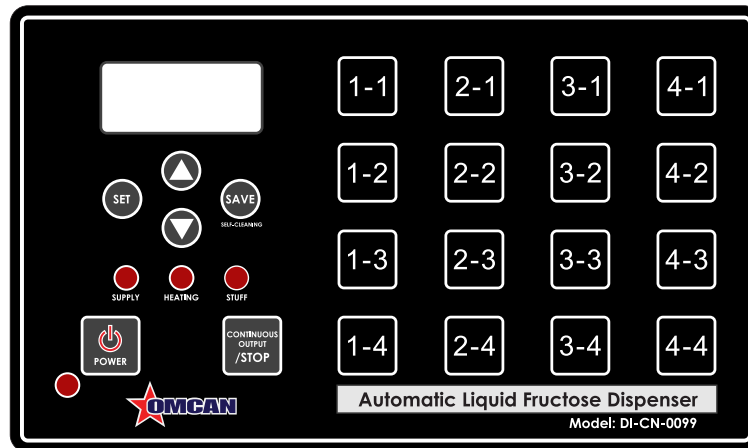 1-1 2-1 3-1 4-1
1-2 2-2 3-2 4-2
SET
SAVE
SELF-CLEANING
1-3 2-3 3-3 4-3
SUPPLY HEATING STUFF
POWER
CONTINUOUS
OUTPUT
/STOP
1-4 2-4 3-4 4-4
OMCAN
Automatic Liquid Fructose Dispenser
Model: DI-CN-0099